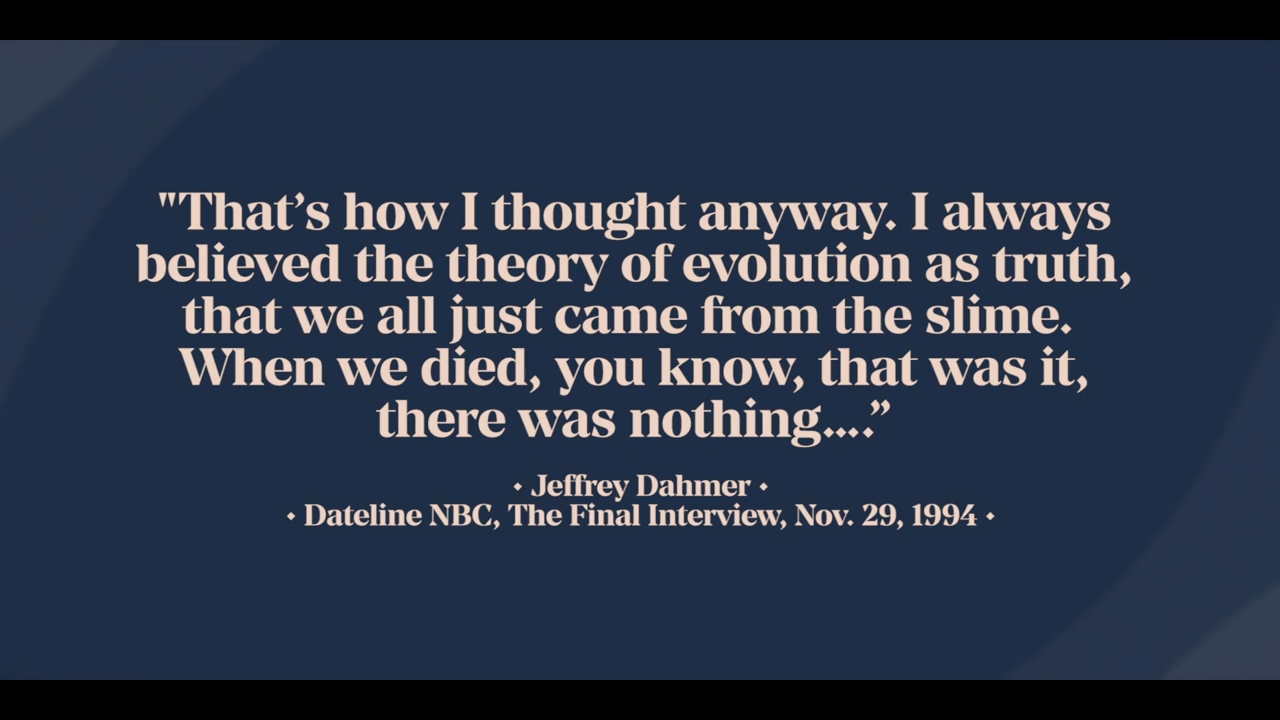 "That’s how I thought anyway. I always
believed the theory of evolution as truth,
that we all just came from the slime.
When we died, you know, that was it,
there was nothing....”
• Jeffrey Dahmer •
• Dateline NBC, The Final Interview, Nov. 29, 1994 •